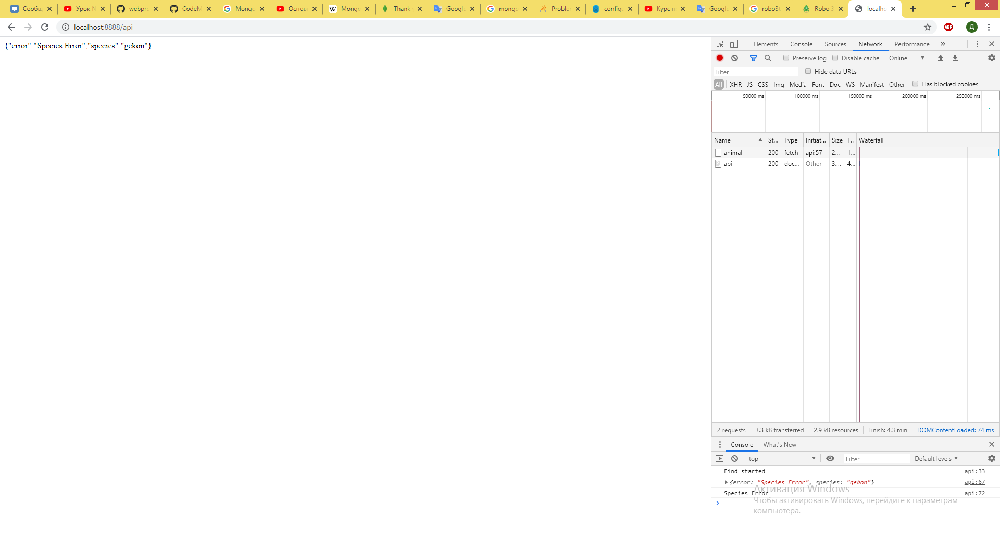 Сообщ
Урок N
webpro
CodeM
Mongo
Основ
Mongo
Thank
Google
mongo
Proble
config
Курс п
Google
robo3t
Robo 3
localho
localhost:8888/api
ABP
Д
{"error":"Species Error","species":"gekon"}
Elements Console Sources Network Performance »
Preserve log Disable cache Online
Filter Hide data URLs
All XHR JS CSS Img Media Font Doc WS Manifest Other Has blocked cookies
50000 ms 100000 ms 150000 ms 200000 ms 250000 ms
Name St... Type Initiat... Size T.. Waterfall
animal 200 fetch api:57 2... 1...
api 200 doc... Other 3.... 4...
2 requests 3.3 kB transferred 2.9 kB resources Finish: 4.3 min DOMContentLoaded: 74 ms
Console What's New
top Filter Default levels
Find started api:33
{error: "Species Error", species: "gekon"} api:67
Species Error api:72
Активация Windows
Чтобы активировать Windows, перейдите к параметрам
компьютера.